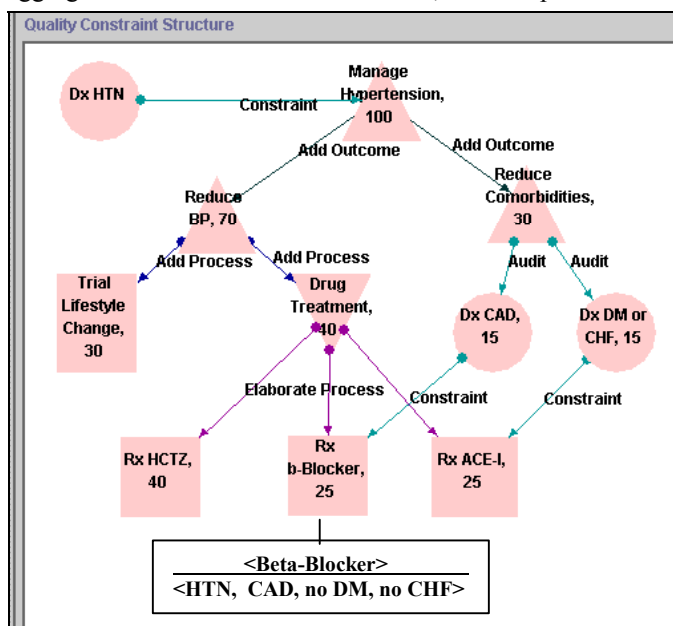 Quality Constraint Structure
Dx HTN
Constraint
Manage
Hypertension,
100
Add Outcome
Add Outcome
Reduce
BP, 70
Reduce
Comorbidities,
30
Add Process
Add Process
Audit
Audit
Trial
Lifestyle
Change,
30
Drug
Treatment,
40
Dx CAD,
15
Dx DM or
CHF, 15
Elaborate Process
Constraint
Constraint
Rx HCTZ,
40
Rx
b-Blocker,
25
Rx ACE-I,
25
<Beta-Blocker>
<HTN, CAD, no DM, no CHF>